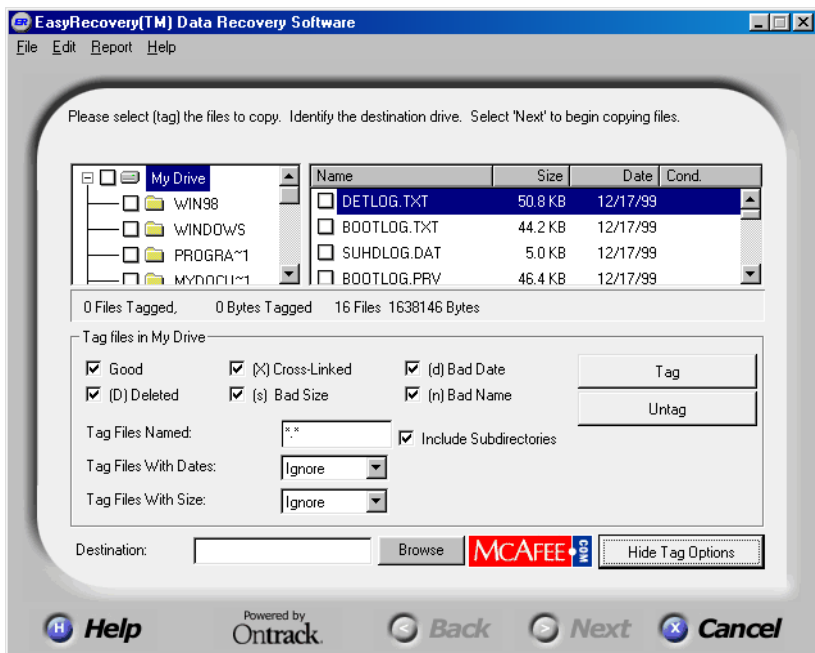 EasyRecovery(TM) Data Recovery Software
File Edit Report Help
Please select (tag) the files to copy. Identify the destination drive. Select 'Next' to begin copying files.
My Drive
WIN98
WINDOWS
PROGRA~1
MYDOCU~1
Name Size Date Cond.
DETLOG.TXT 50.8 KB 12/17/99
BOOTLOG.TXT 44.2 KB 12/17/99
SUHDLOG.DAT 5.0 KB 12/17/99
BOOTLOG.PRV 46.4 KB 12/17/99
0 Files Tagged, 0 Bytes Tagged 16 Files 1638146 Bytes
Tag files in My Drive
Good (X) Cross-Linked (d) Bad Date
(D) Deleted (s) Bad Size (n) Bad Name
Tag
Untag
Tag Files Named: *.* Include Subdirectories
Tag Files With Dates: Ignore
Tag Files With Size: Ignore
Destination: Browse McAFEE.COM Hide Tag Options
H Help Powered by Ontrack. Back Next X Cancel